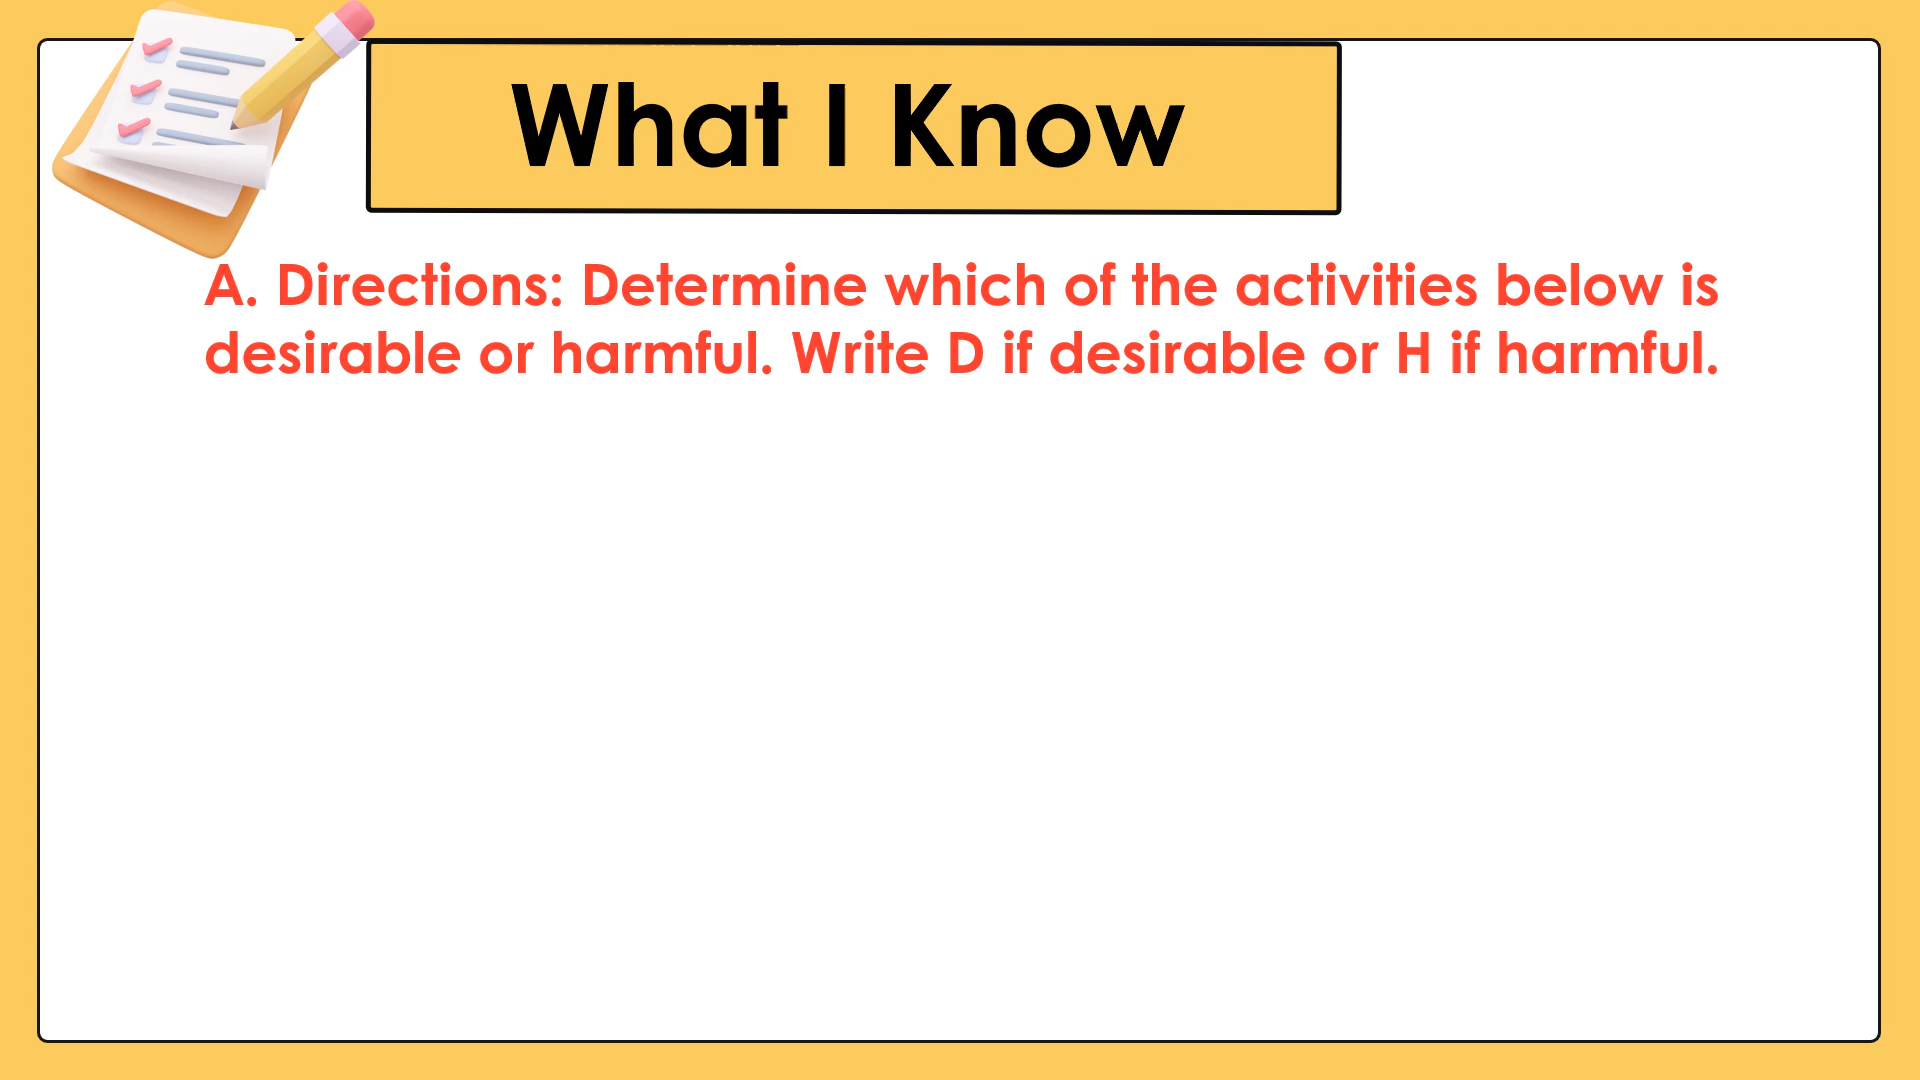 What I Know
A. Directions: Determine which of the activities below is
desirable or harmful. Write D if desirable or H if harmful.